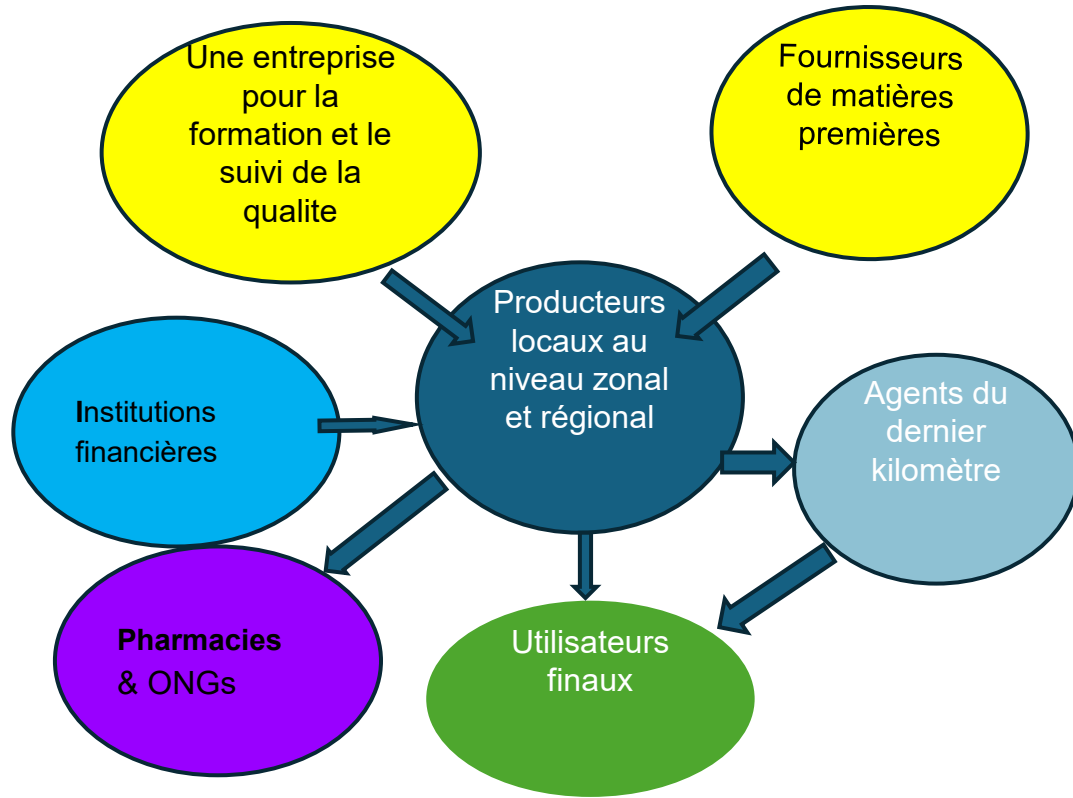 Une entreprise
pour la
formation et le
suivi de la
qualite
Fournisseurs
de matières
premières
Producteurs
locaux au
niveau zonal
et régional
Institutions
financières
Agents du
dernier
kilomètre
Pharmacies
& ONGs
Utilisateurs
finaux